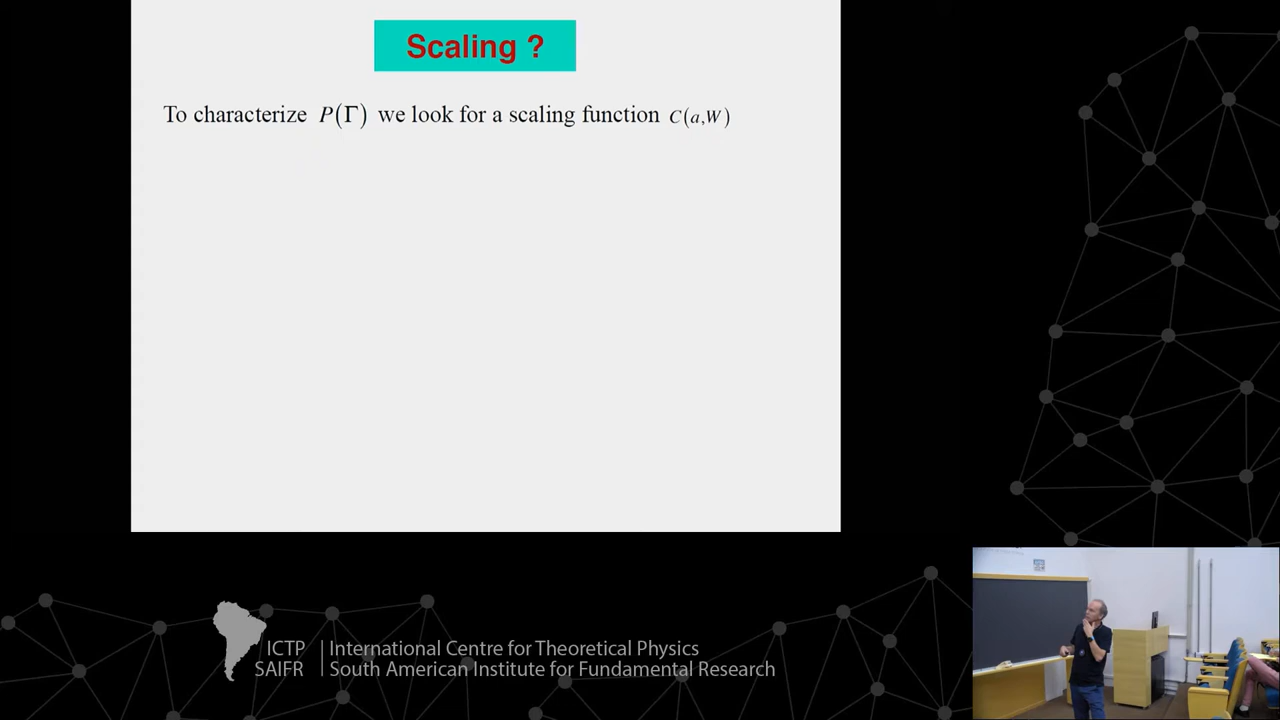 Scaling ?
To characterize P(Γ) we look for a scaling function C(a,W)
ICTP
SAIFR
International Centre for Theoretical Physics
South American Institute for Fundamental Research